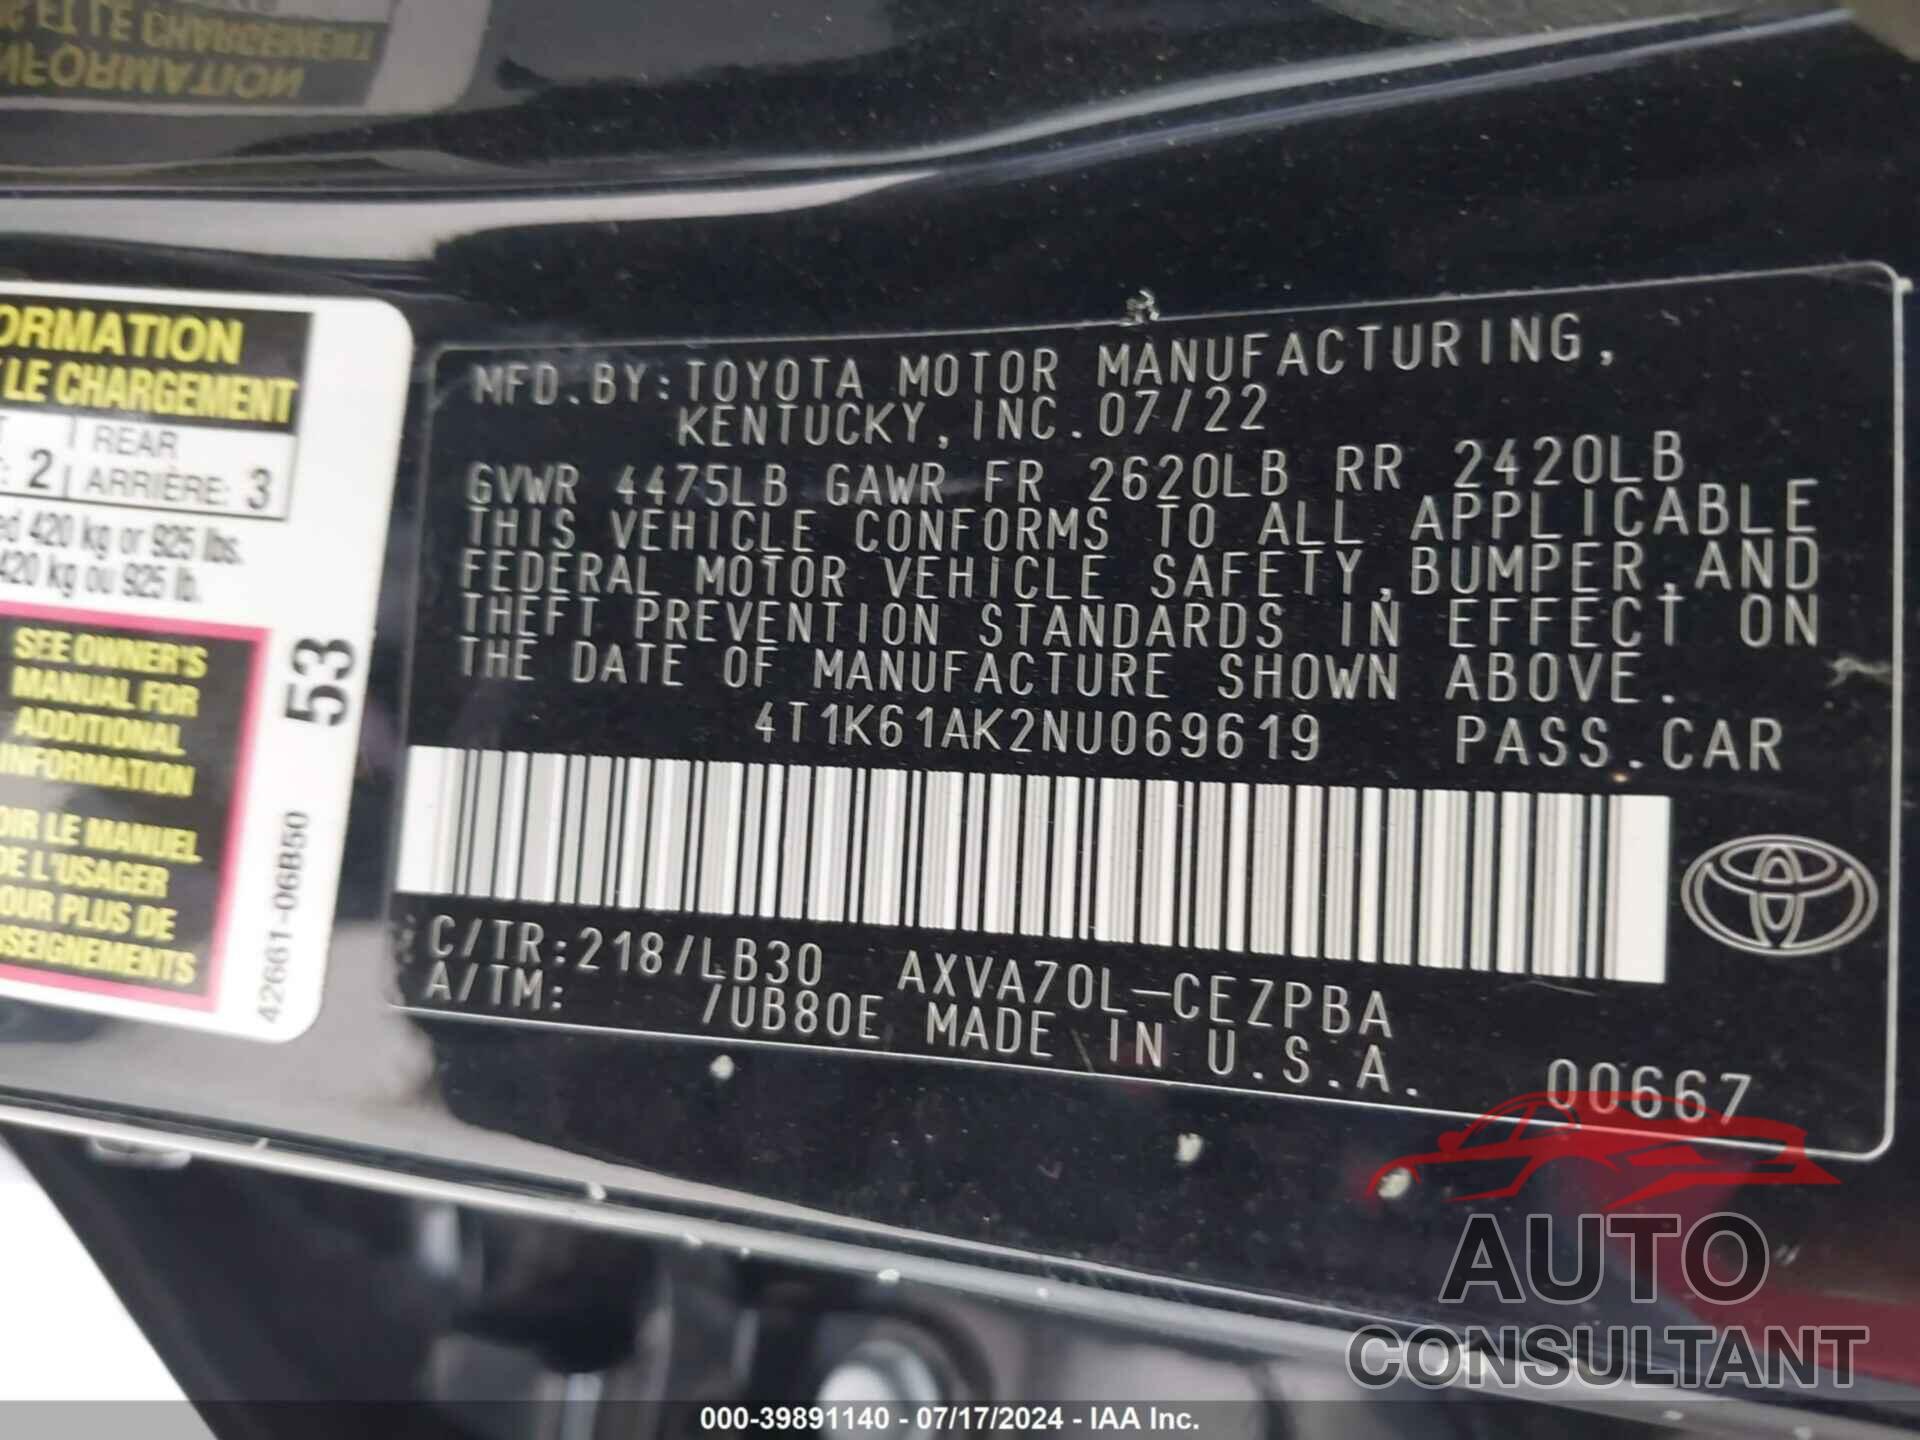 ORMATION
LE CHARGEMENT
REAR
2 ARRIÈRE: 3
420 kg or 925 lbs.
420 kg ou 925 lb.
SEE OWNER'S
MANUAL FOR
ADDITIONAL
INFORMATION
OIR LE MANUEL
DE L'USAGER
OUR PLUS DE
SEIGNEMENTS
53
42661-06B50
MFD.BY:TOYOTA MOTOR MANUFACTURING,
KENTUCKY, INC.07/22
GVWR 4475LB GAWR FR 2620LB RR 2420LB
THIS VEHICLE CONFORMS TO ALL APPLICABLE
FEDERAL MOTOR VEHICLE SAFETY,BUMPER,AND
THEFT PREVENTION STANDARDS IN EFFECT ON
THE DATE OF MANUFACTURE SHOWN ABOVE.
4T1K61AK2NU069619 PASS.CAR
C/TR:218/LB30 AXVA70L-CEZPBA
A/TM: /UB80E MADE IN U.S.A.
00667
AUTO
CONSULTANT
000-39891140 - 07/17/2024 - IAA Inc.